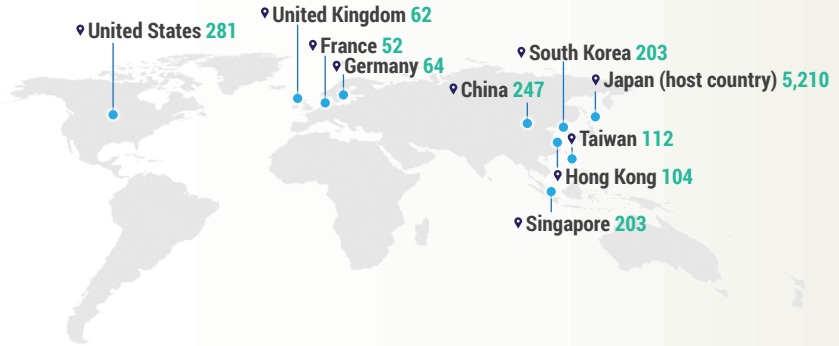 United States 281
United Kingdom 62
France 52
Germany 64
South Korea 203
China 247
Japan (host country) 5,210
Taiwan 112
Hong Kong 104
Singapore 203